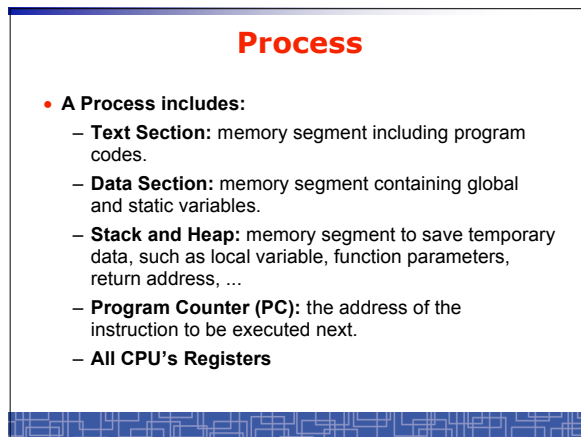 Process
• A Process includes:
– Text Section: memory segment including program
codes.
– Data Section: memory segment containing global
and static variables.
– Stack and Heap: memory segment to save temporary
data, such as local variable, function parameters,
return address, ...
– Program Counter (PC): the address of the
instruction to be executed next.
– All CPU's Registers